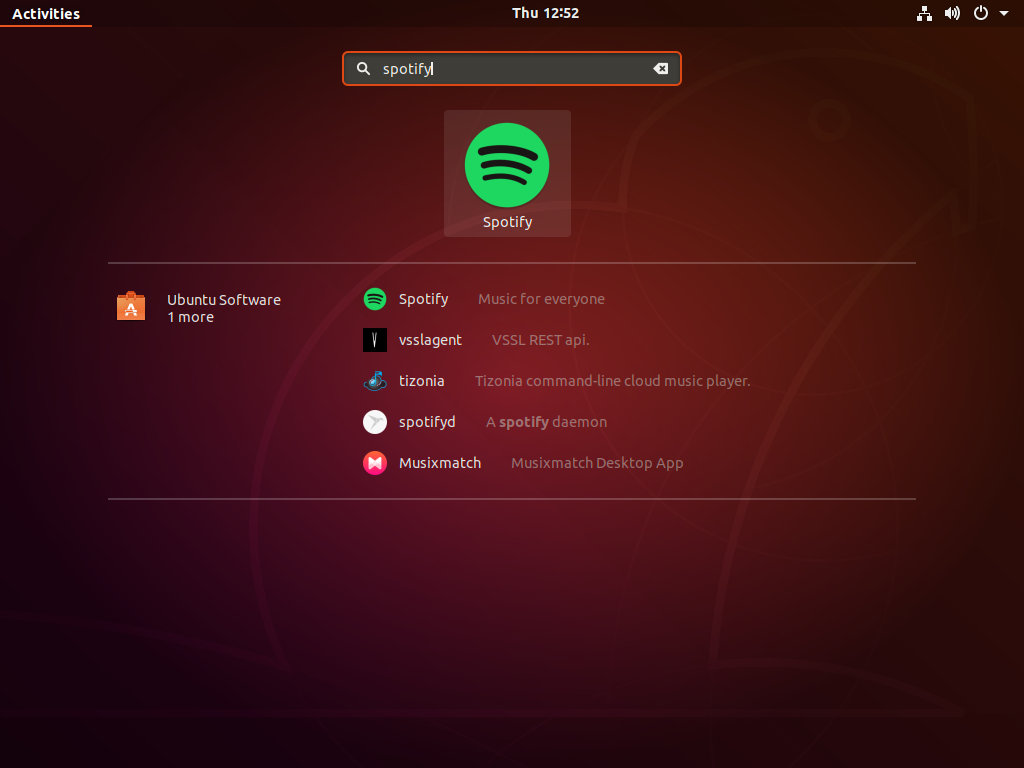 Activities
Thu 12:52
spotify
Spotify
Ubuntu Software
1 more
Spotify Music for everyone
vsslagent VSSL REST api.
tizonia Tizonia command-line cloud music player.
spotifyd A spotify daemon
Musixmatch Musixmatch Desktop App